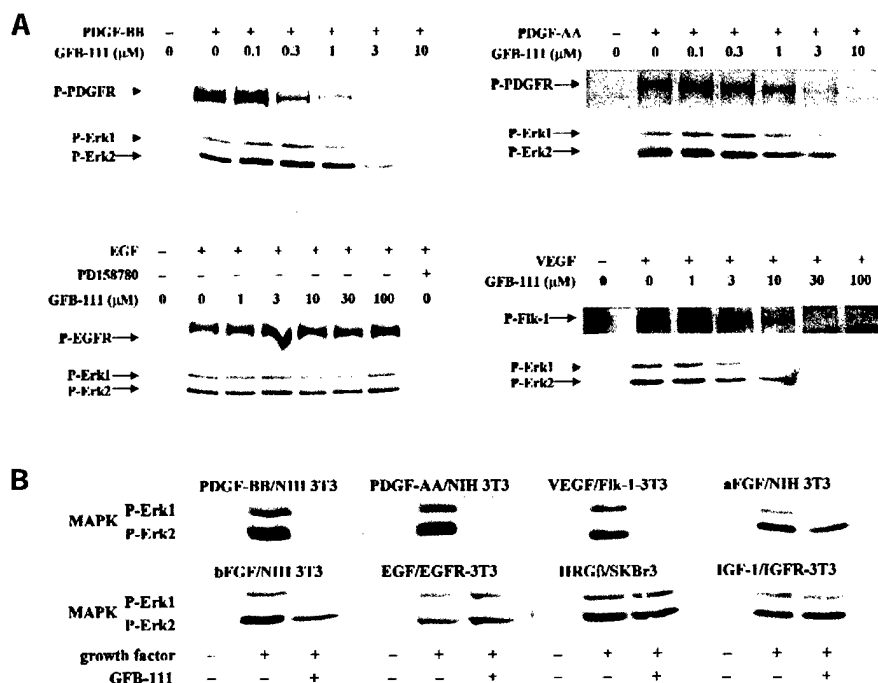 A
PDGF-BB – + + + + + +
GFB-111 (μM) 0 0 0.1 0.3 1 3 10
P-PDGFR
P-Erk1
P-Erk2
PDGF-AA – + + + + + +
GFB-111 (μM) 0 0 0.1 0.3 1 3 10
P-PDGFR
P-Erk1
P-Erk2
EGF – + + + + + + +
PD158780 – – – – – – – +
GFB-111 (μM) 0 0 1 3 10 30 100 0
P-EGFR
P-Erk1
P-Erk2
VEGF – + + + + + +
GFB-111 (μM) 0 0 1 3 10 30 100
P-Flk-1
P-Erk1
P-Erk2
B
PDGF-BB/NIH 3T3 PDGF-AA/NIH 3T3 VEGF/Flk-1-3T3 aFGF/NIH 3T3
MAPK P-Erk1
P-Erk2
bFGF/NIH 3T3 EGF/EGFR-3T3 HRGβ/SKBr3 IGF-1/IGFR-3T3
MAPK P-Erk1
P-Erk2
growth factor – + + – + + – + + – + +
GFB-111 + + + +